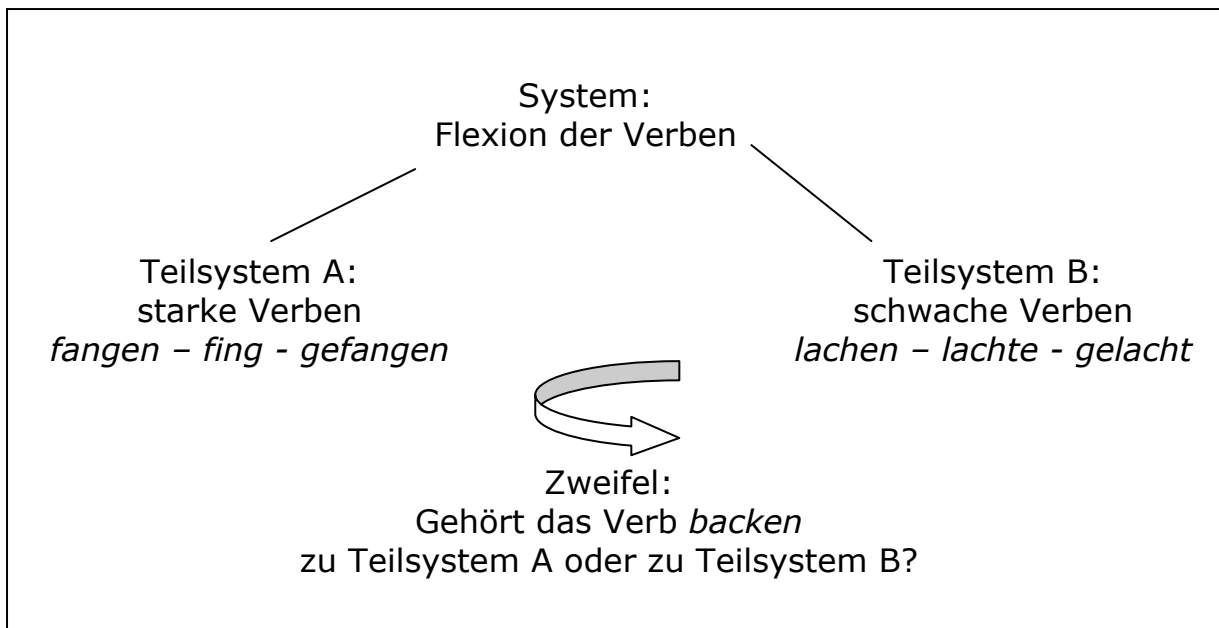 System:
Flexion der Verben
Teilsystem A:
starke Verben
fangen – fing - gefangen
Teilsystem B:
schwache Verben
lachen – lachte - gelacht
Zweifel:
Gehört das Verb backen
zu Teilsystem A oder zu Teilsystem B?